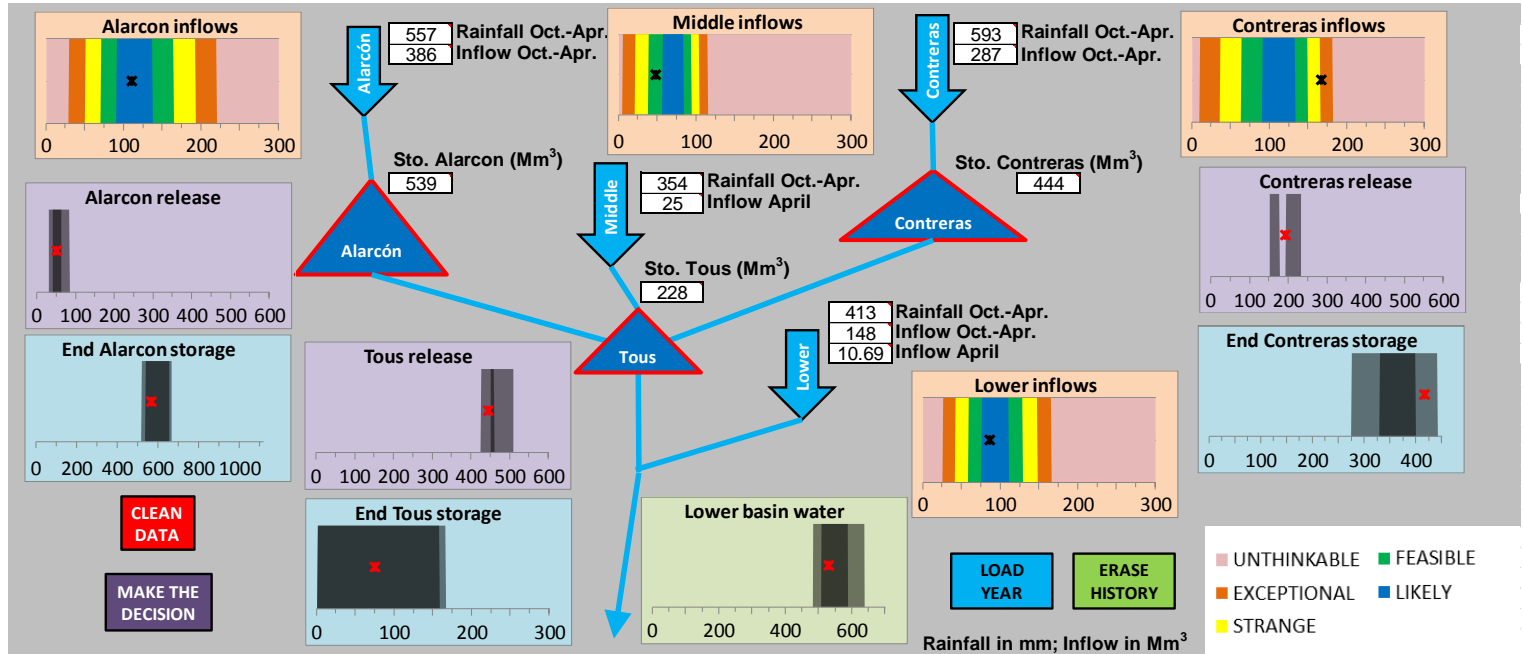 Alarcon inflows
0 100 200 300
Alarcón
557 Rainfall Oct.-Apr.
386 Inflow Oct.-Apr.
Middle inflows
0 100 200 300
Contreras
593 Rainfall Oct.-Apr.
287 Inflow Oct.-Apr.
Contreras inflows
0 100 200 300
Sto. Alarcon (Mm³)
539
Alarcón
Middle
354 Rainfall Oct.-Apr.
25 Inflow April
Sto. Contreras (Mm³)
444
Contreras
Alarcon release
0 100 200 300 400 500 600
Contreras release
0 100 200 300 400 500 600
Sto. Tous (Mm³)
228
Tous
413 Rainfall Oct.-Apr.
148 Inflow Oct.-Apr.
10.69 Inflow April
Lower
End Alarcon storage
0 200 400 600 800 1000
Tous release
0 100 200 300 400 500 600
Lower inflows
0 100 200 300
End Contreras storage
0 100 200 300 400
CLEAN
DATA
MAKE THE
DECISION
End Tous storage
0 100 200 300
Lower basin water
0 200 400 600
LOAD
YEAR
ERASE
HISTORY
Rainfall in mm; Inflow in Mm³
UNTHINKABLE FEASIBLE
EXCEPTIONAL LIKELY
STRANGE